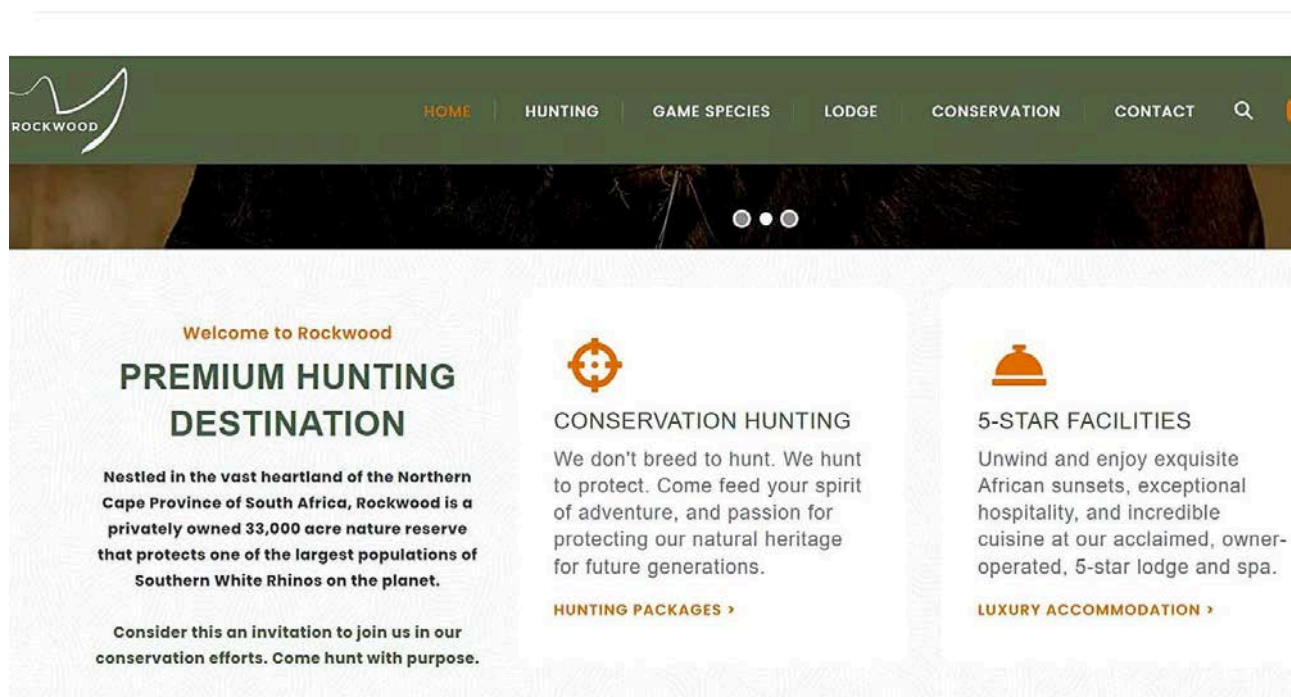 ROCKWOOD
HOME
HUNTING
GAME SPECIES
LODGE
CONSERVATION
CONTACT
Welcome to Rockwood
PREMIUM HUNTING
DESTINATION
Nestled in the vast heartland of the Northern
Cape Province of South Africa, Rockwood is a
privately owned 33,000 acre nature reserve
that protects one of the largest populations of
Southern White Rhinos on the planet.
Consider this an invitation to join us in our
conservation efforts. Come hunt with purpose.
CONSERVATION HUNTING
We don't breed to hunt. We hunt
to protect. Come feed your spirit
of adventure, and passion for
protecting our natural heritage
for future generations.
HUNTING PACKAGES >
5-STAR FACILITIES
Unwind and enjoy exquisite
African sunsets, exceptional
hospitality, and incredible
cuisine at our acclaimed, owner-
operated, 5-star lodge and spa.
LUXURY ACCOMMODATION >